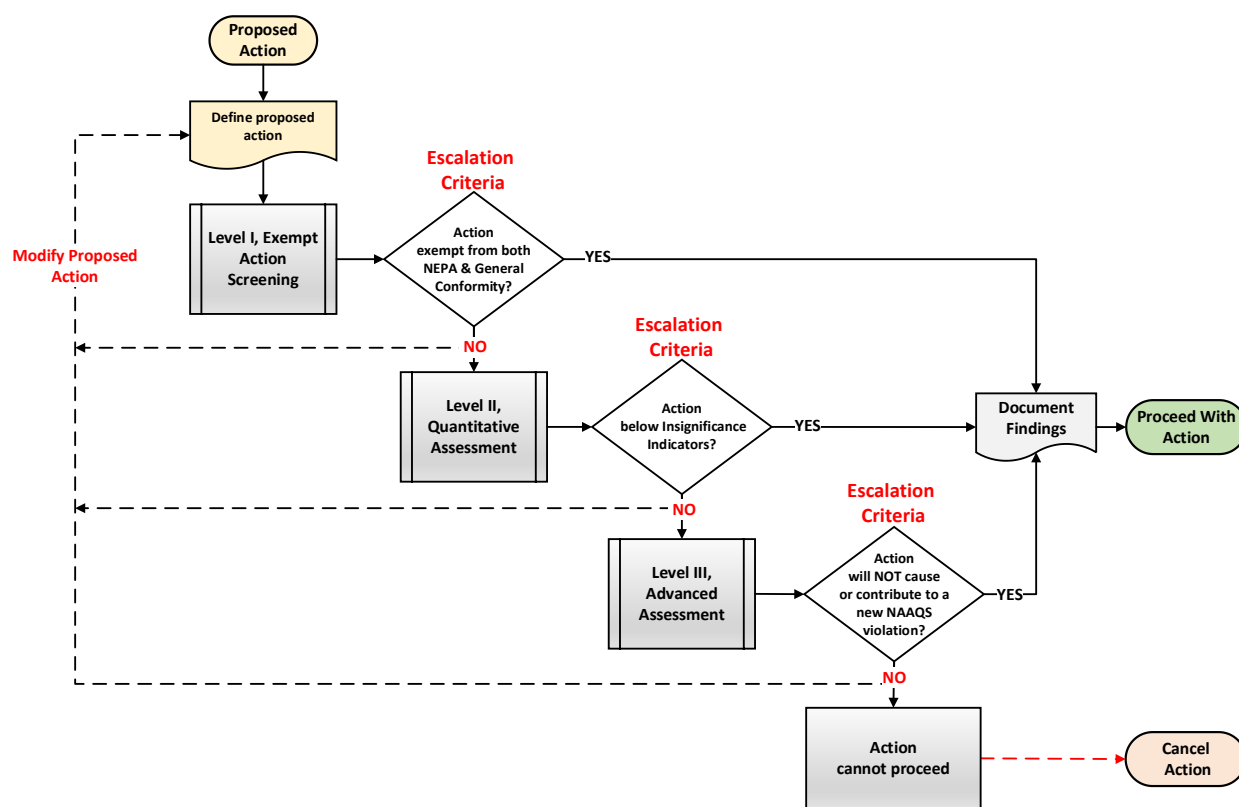 Proposed
Action
Define proposed
action
Escalation
Criteria
Level I, Exempt
Action
Screening
Action
exempt from both
NEPA & General
Conformity?
YES
Modify Proposed
Action
NO
Escalation
Criteria
Level II,
Quantitative
Assessment
Action
below Insignificance
Indicators?
YES
Document
Findings
Proceed With
Action
NO
Escalation
Criteria
Level III,
Advanced
Assessment
Action
will NOT cause
or contribute to a
new NAAQS
violation?
YES
NO
Action
cannot proceed
Cancel
Action